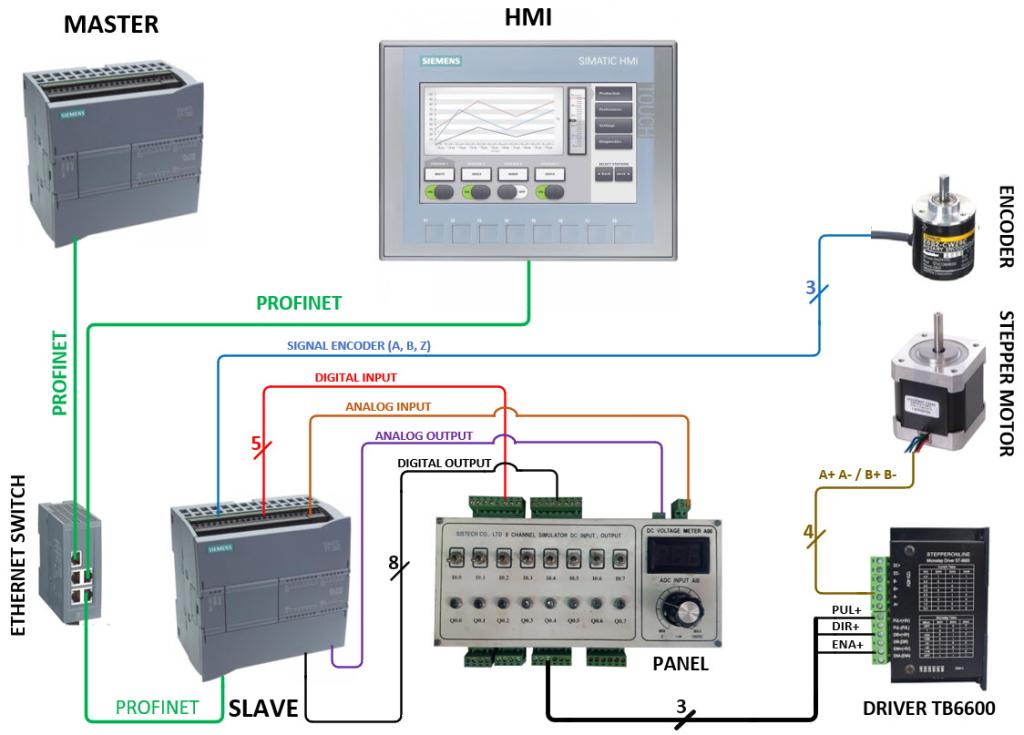 MASTER
HMI
SIEMENS
SIEMENS
SIMATIC HMI
TOUCH
ENCODER
3
PROFINET
STEPPER MOTOR
PROFINET
SIGNAL ENCODER (A, B, Z)
DIGITAL INPUT
ANALOG INPUT
5
ANALOG OUTPUT
DIGITAL OUTPUT
A+ A- / B+ B-
4
ETHERNET SWITCH
SIEMENS
8
SISTECH CO., LTD 8 CHANNEL SIMULATOR DC INPUT , OUTPUT
DC VOLTAGE METER
I0.0 I0.1 I0.2 I0.3 I0.4 I0.5 I0.6 I0.7
ADC INPUT
Q0.0 Q0.1 Q0.2 Q0.3 Q0.4 Q0.5 Q0.6 Q0.7
STEPPERONLINE
PUL+
DIR+
ENA+
PANEL
PROFINET
SLAVE
3
DRIVER TB6600